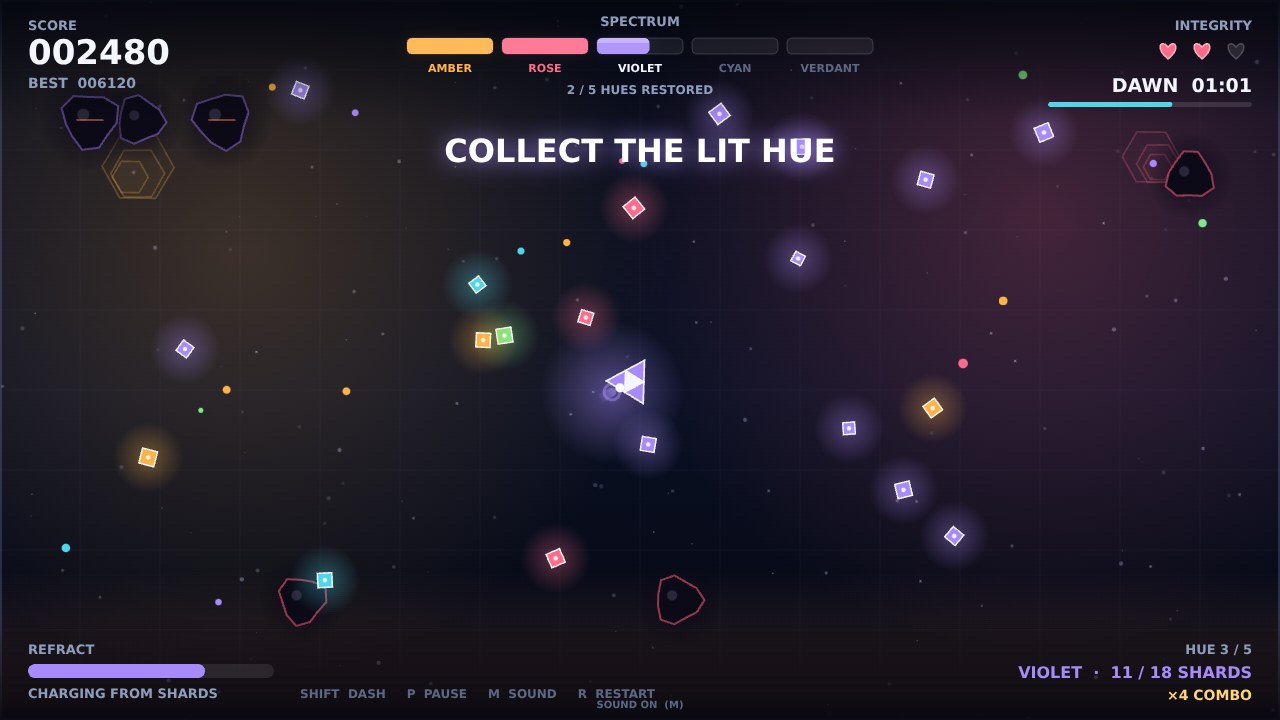 SCORE
002480
BEST 006120
SPECTRUM
AMBER
ROSE
VIOLET
CYAN
VERDANT
2 / 5 HUES RESTORED
INTEGRITY
DAWN 01:01
COLLECT THE LIT HUE
REFRACT
CHARGING FROM SHARDS
SHIFT DASH P PAUSE M SOUND R RESTART
SOUND ON (M)
HUE 3 / 5
VIOLET · 11 / 18 SHARDS
×4 COMBO